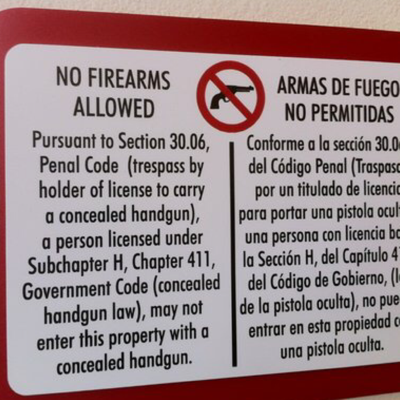 NO FIREARMS
ALLOWED
Pursuant to Section 30.06,
Penal Code (trespass by
holder of license to carry
a concealed handgun),
a person licensed under
Subchapter H, Chapter 411,
Government Code (concealed
handgun law), may not
enter this property with a
concealed handgun.
ARMAS DE FUEGO
NO PERMITIDAS
Conforme a la sección
del Código Penal
por un titulado de
para portar una pistola
una persona con licencia
la Sección H, del Capítulo
del Código de Gobierno,
de la pistola oculta), no
entrar en esta propiedad
una pistola oculta.